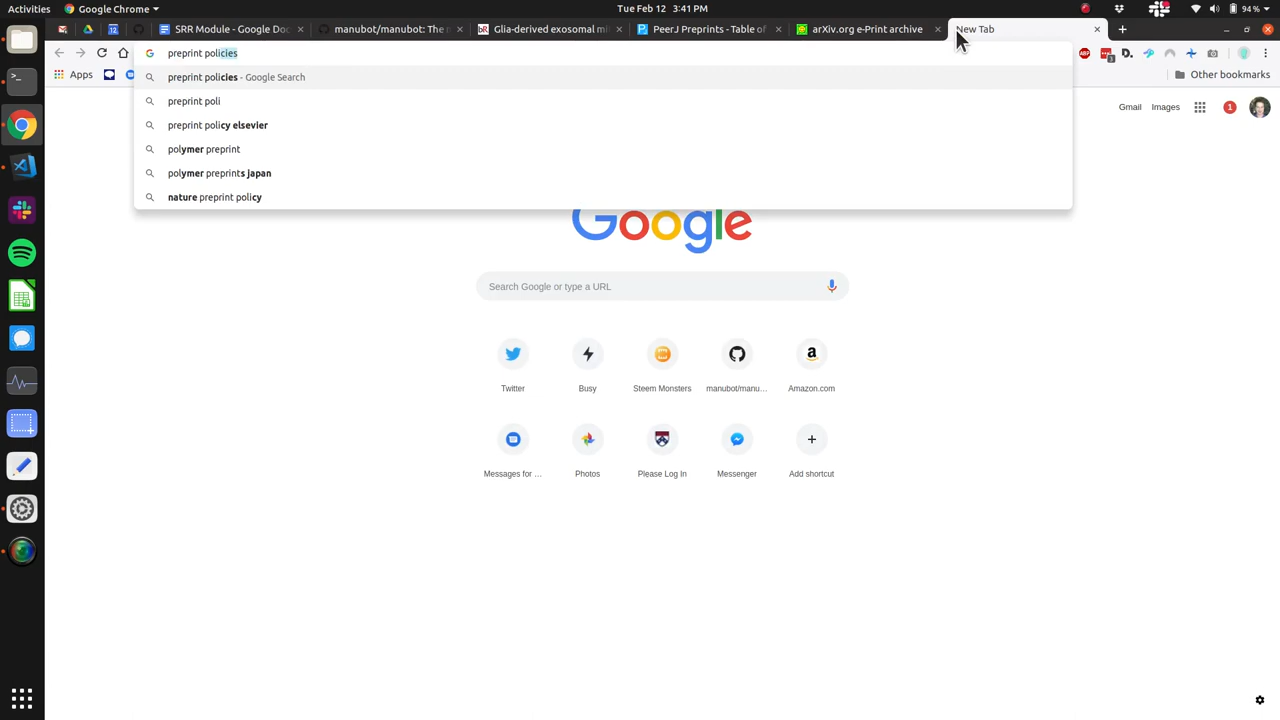 Activities Google Chrome Tue Feb 12 3:41 PM 94 %
SRR Module - Google Doc manubot/manubot: The m Glia-derived exosomal mi PeerJ Preprints - Table of arXiv.org e-Print archive New Tab
preprint policies
Apps Other bookmarks
preprint policies - Google Search
preprint poli
preprint policy elsevier
polymer preprint
polymer preprints japan
nature preprint policy
Gmail Images 1
Google
Search Google or type a URL
Twitter Busy Steem Monsters manubot/manu... Amazon.com
Messages for ... Photos Please Log In Messenger Add shortcut